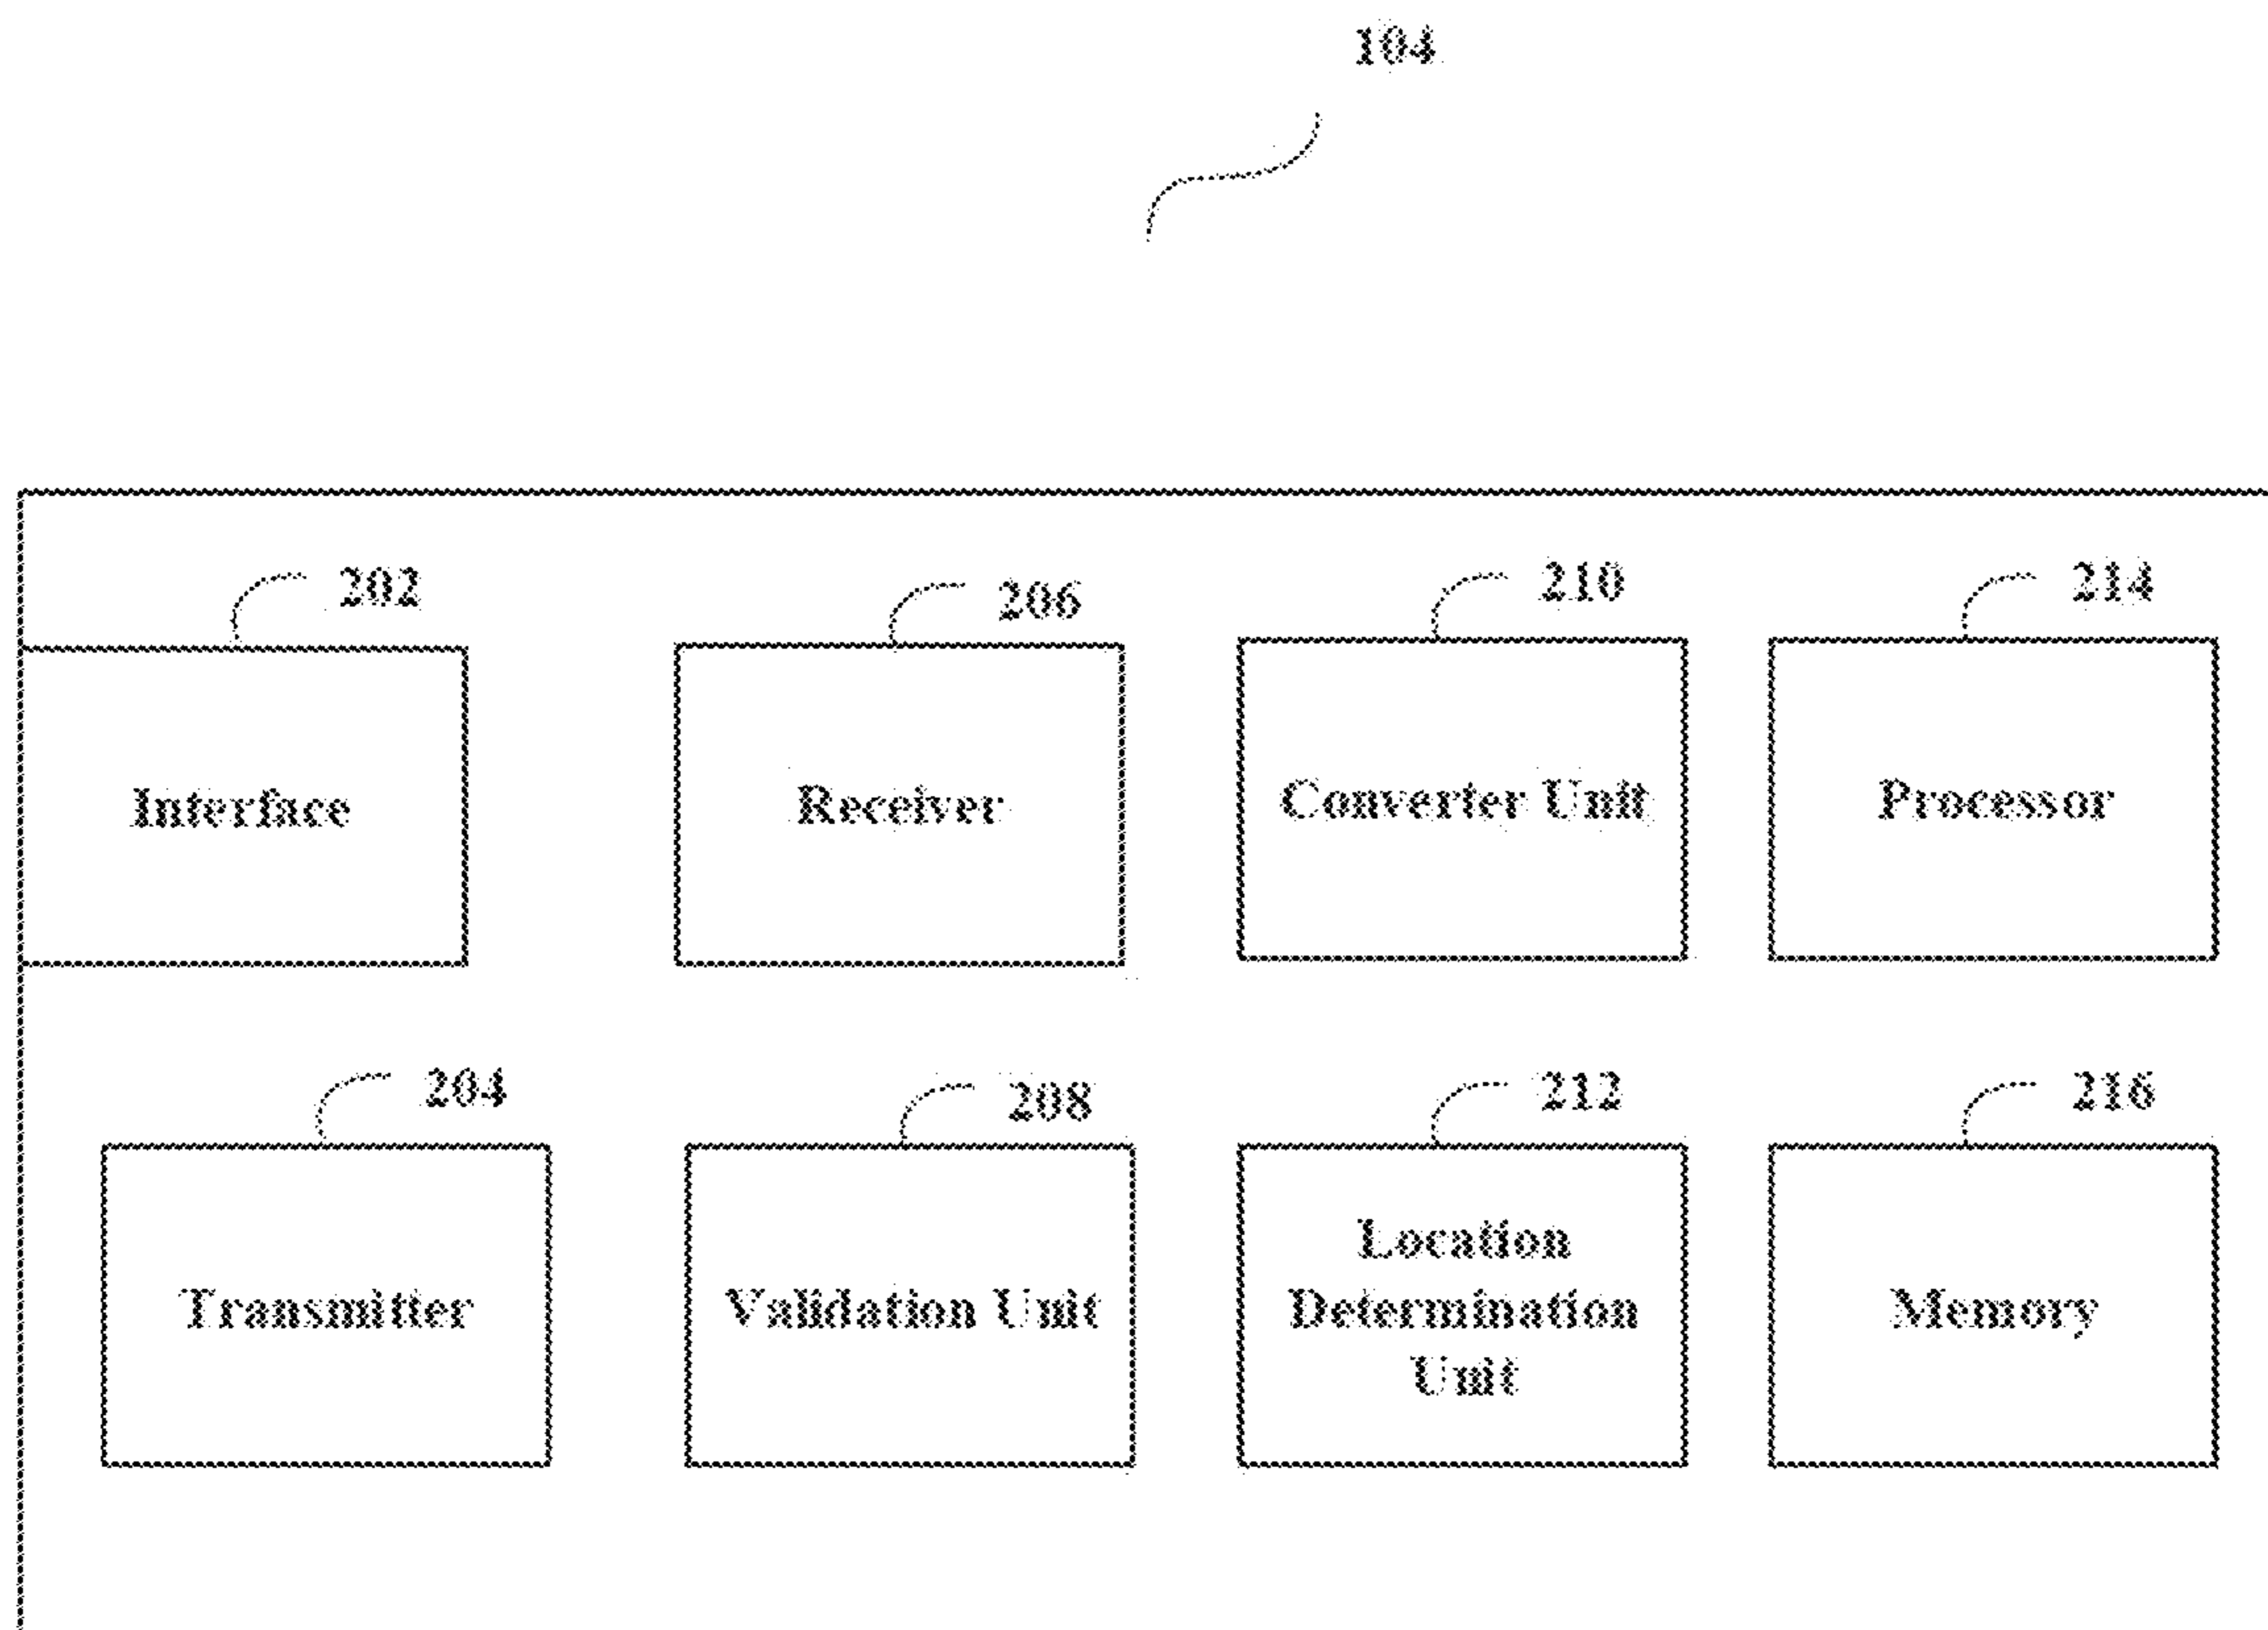 104
202
206
210
214
Interface
Receiver
Converter Unit
Processor
204
208
212
216
Transmitter
Validation Unit
Location
Determination
Unit
Memory